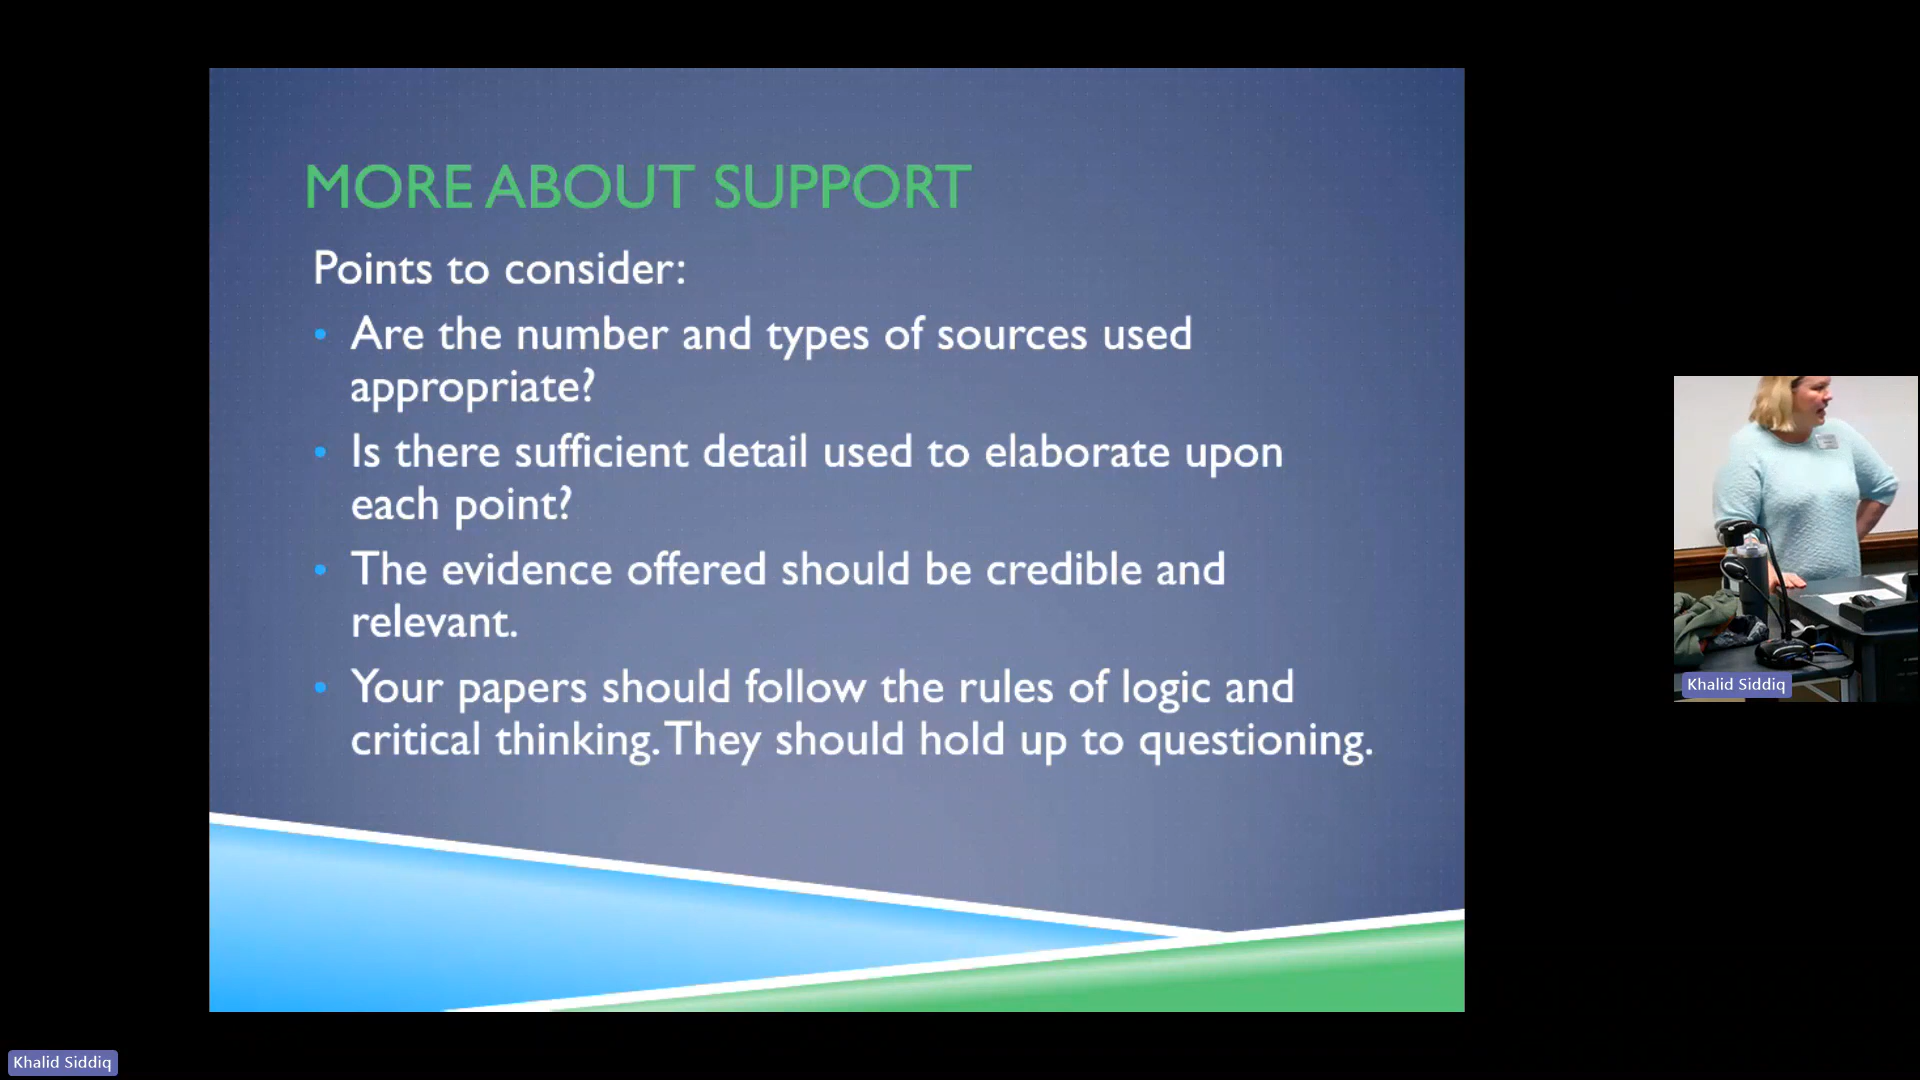 MORE ABOUT SUPPORT
Points to consider:
• Are the number and types of sources used
appropriate?
• Is there sufficient detail used to elaborate upon
each point?
• The evidence offered should be credible and
relevant.
• Your papers should follow the rules of logic and
critical thinking. They should hold up to questioning.
Khalid Siddiq
Khalid Siddiq